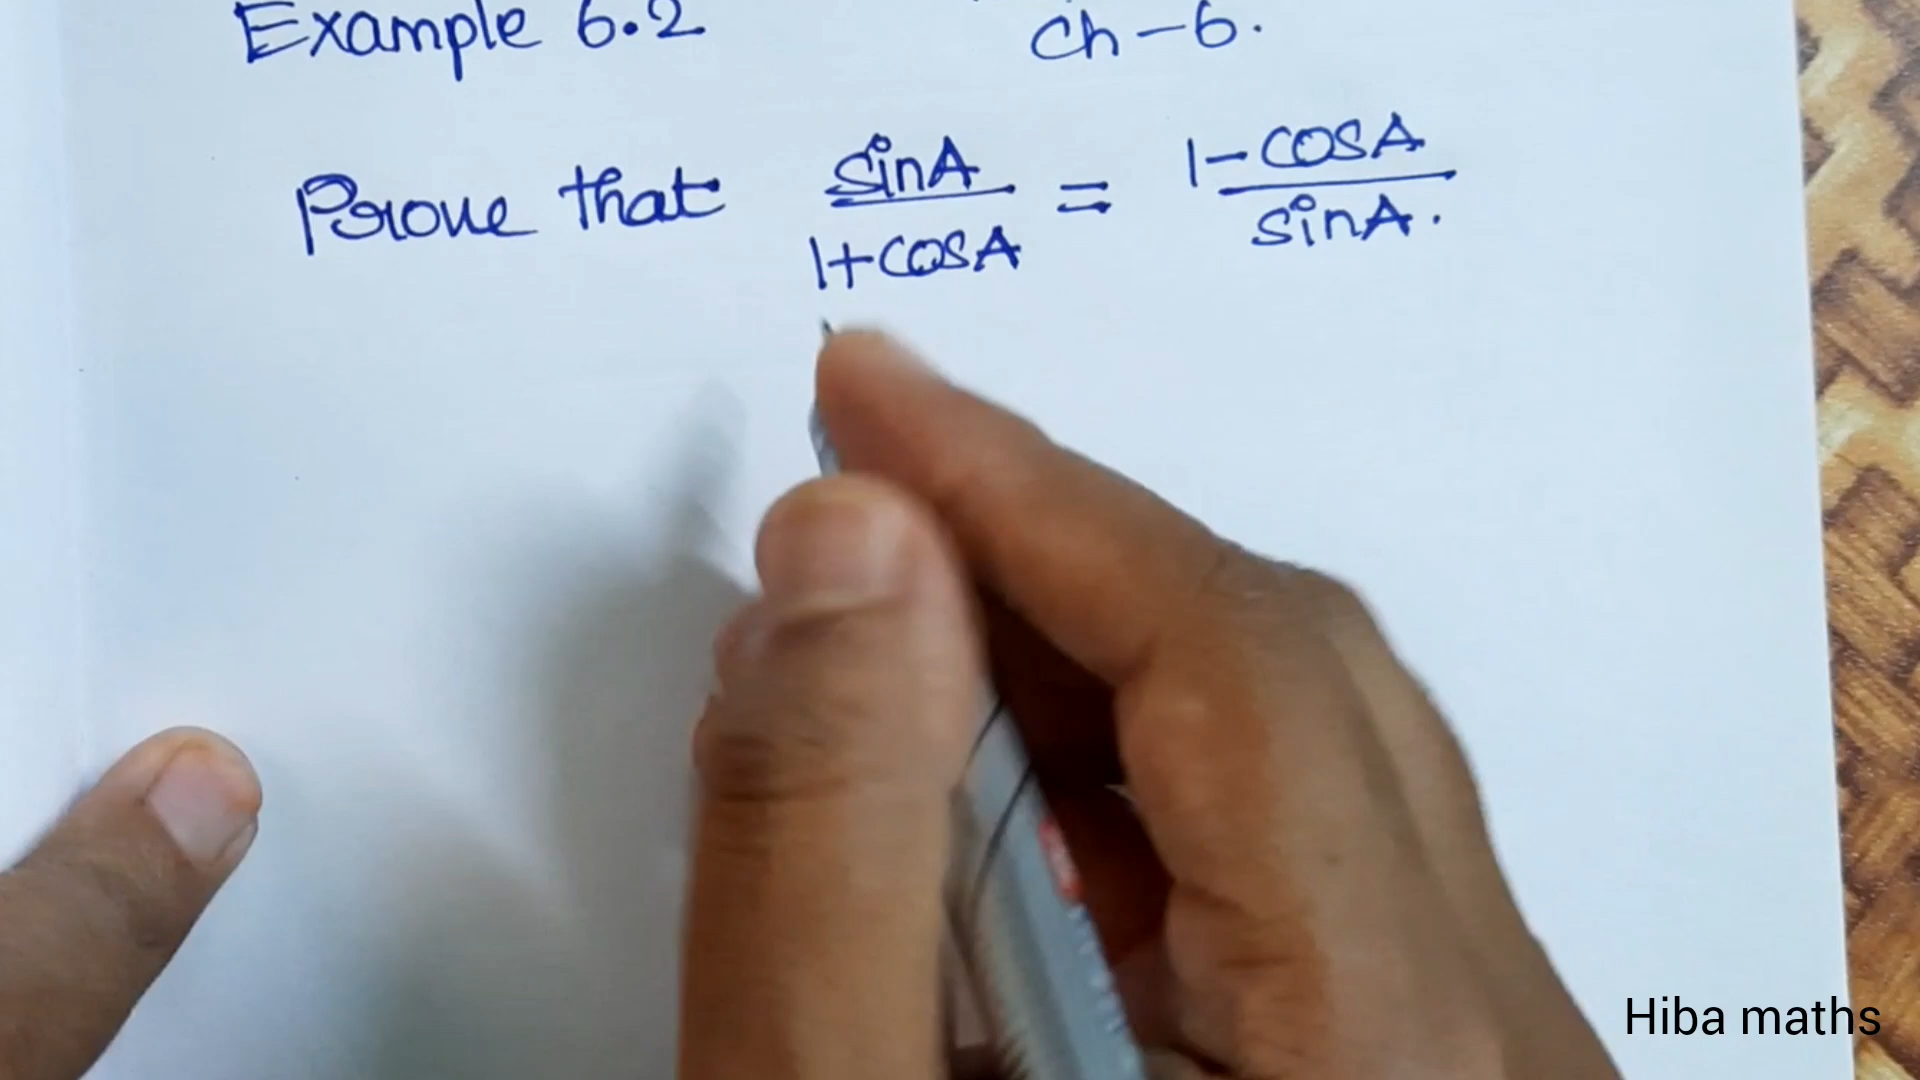 Example 6.2 Ch-6.
Prove that sinA/1+cosA = 1-cosA/sinA.
Hiba maths